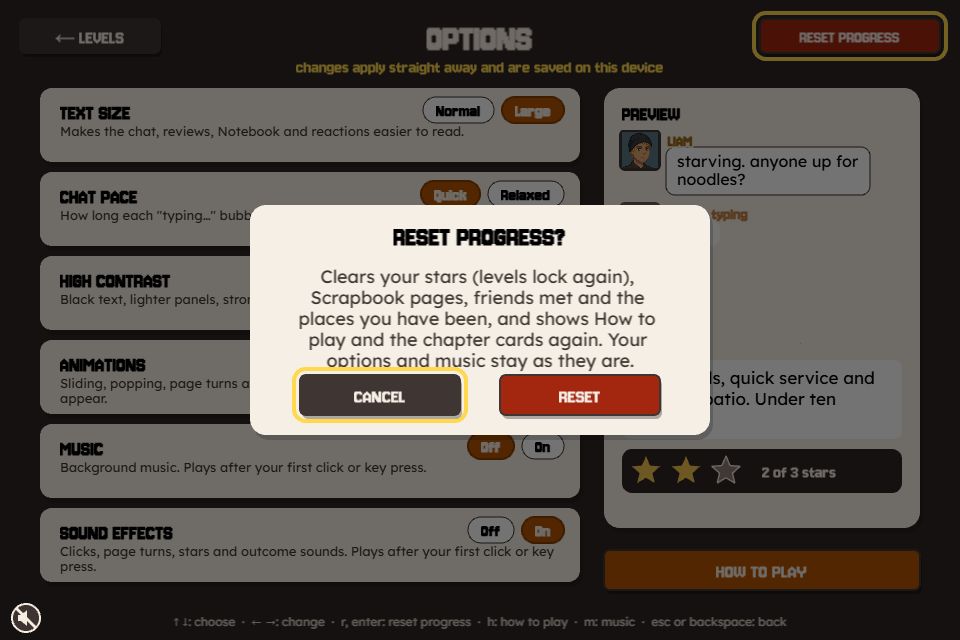 ← LEVELS
OPTIONS
RESET PROGRESS
changes apply straight away and are saved on this device
TEXT SIZE
Normal
Large
Makes the chat, reviews, Notebook and reactions easier to read.
CHAT PACE
Quick
Relaxed
How long each "typing…" bubb
HIGH CONTRAST
Black text, lighter panels, stron
ANIMATIONS
Sliding, popping, page turns a
appear.
MUSIC
Off
On
Background music. Plays after your first click or key press.
SOUND EFFECTS
Off
On
Clicks, page turns, stars and outcome sounds. Plays after your first click or key
press.
PREVIEW
LIAM
starving. anyone up for
noodles?
typing
ls, quick service and
patio. Under ten
2 of 3 stars
HOW TO PLAY
RESET PROGRESS?
Clears your stars (levels lock again),
Scrapbook pages, friends met and the
places you have been, and shows How to
play and the chapter cards again. Your
options and music stay as they are.
CANCEL
RESET
↑ ↓: choose · ← →: change · r, enter: reset progress · h: how to play · m: music · esc or backspace: back